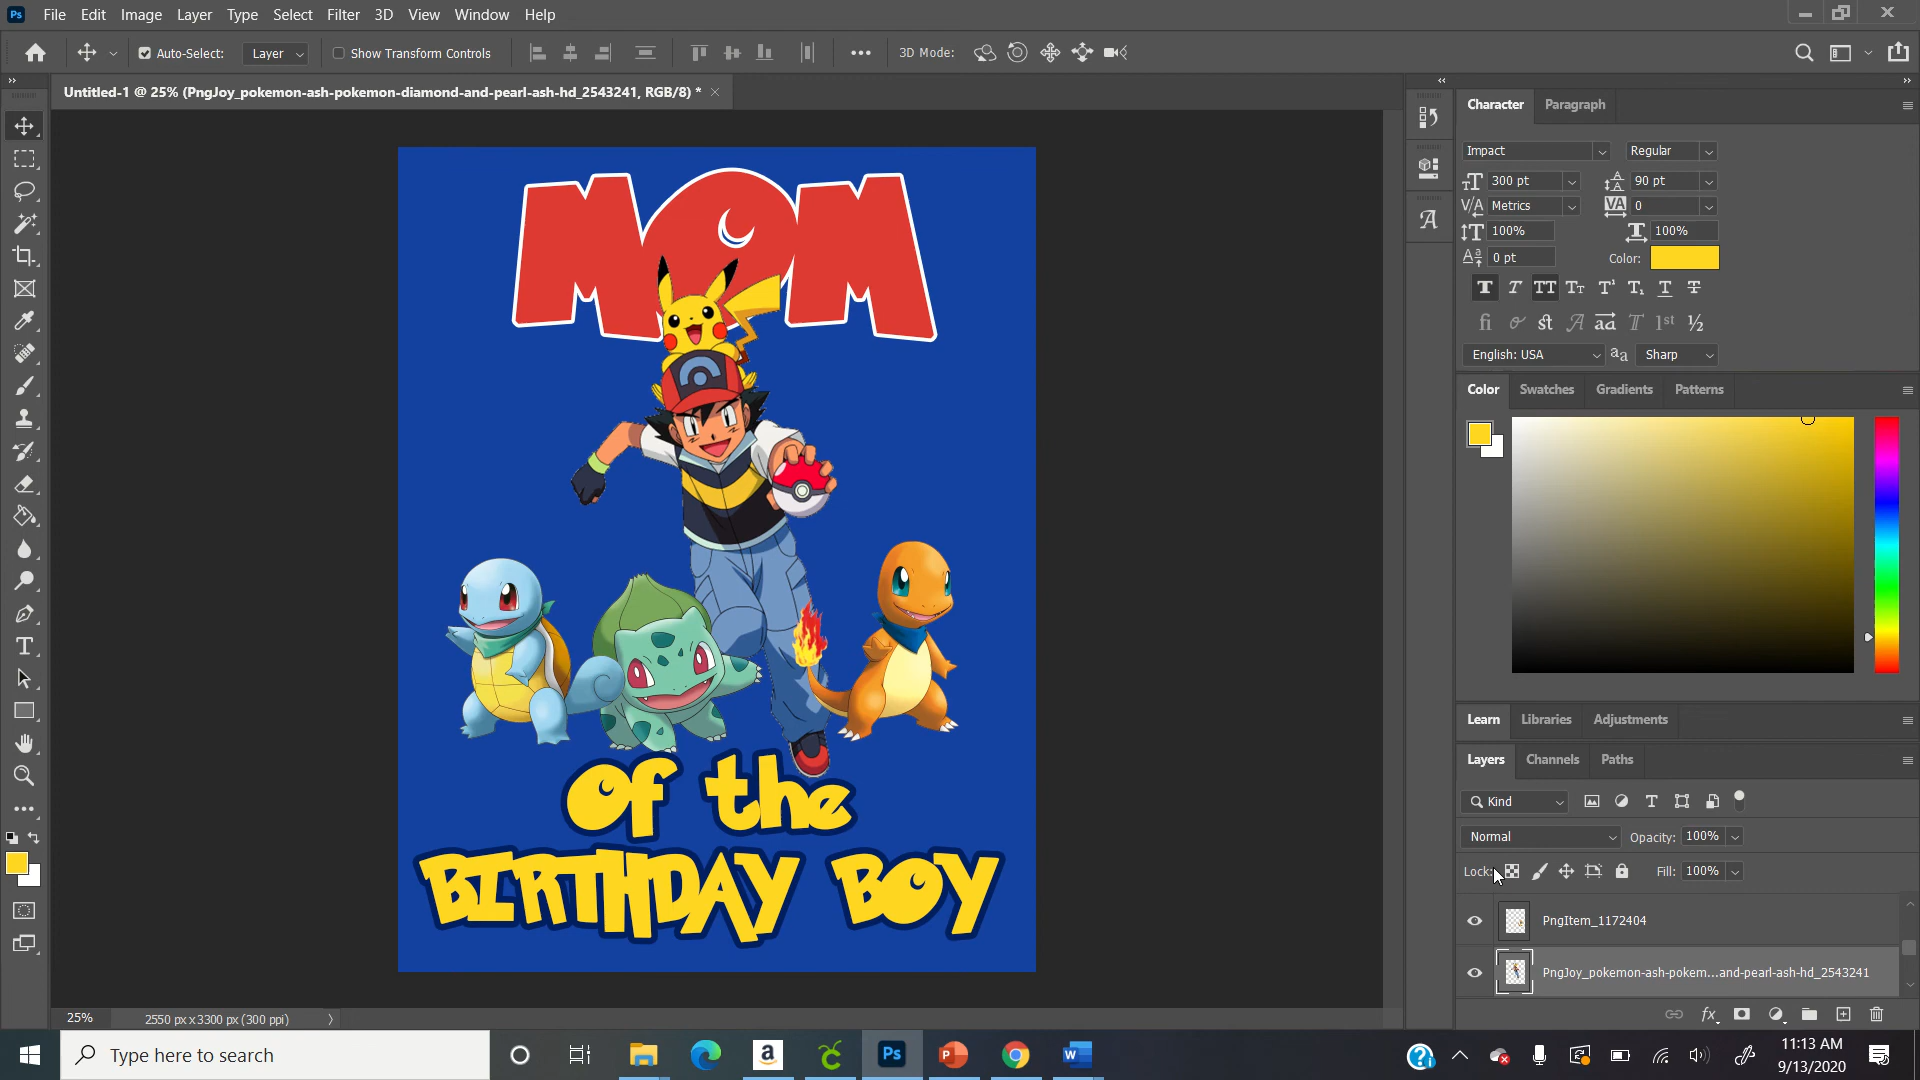 Ps File Edit Image Layer Type Select Filter 3D View Window Help
Auto-Select: Layer Show Transform Controls ••• 3D Mode:
Untitled-1 @ 25% (PngJoy_pokemon-ash-pokemon-diamond-and-pearl-ash-hd_2543241, RGB/8) *
Character Paragraph
Impact Regular
300 pt 90 pt
Metrics 0
100% 100%
0 pt Color:
English: USA Sharp
Color Swatches Gradients Patterns
MOM
Of the
BIRTHDAY BOY
Learn Libraries Adjustments
Layers Channels Paths
Kind
Normal Opacity: 100%
Lock: Fill: 100%
PngItem_1172404
PngJoy_pokemon-ash-pokem...and-pearl-ash-hd_2543241
25% 2550 px x 3300 px (300 ppi)
Type here to search
11:13 AM
9/13/2020